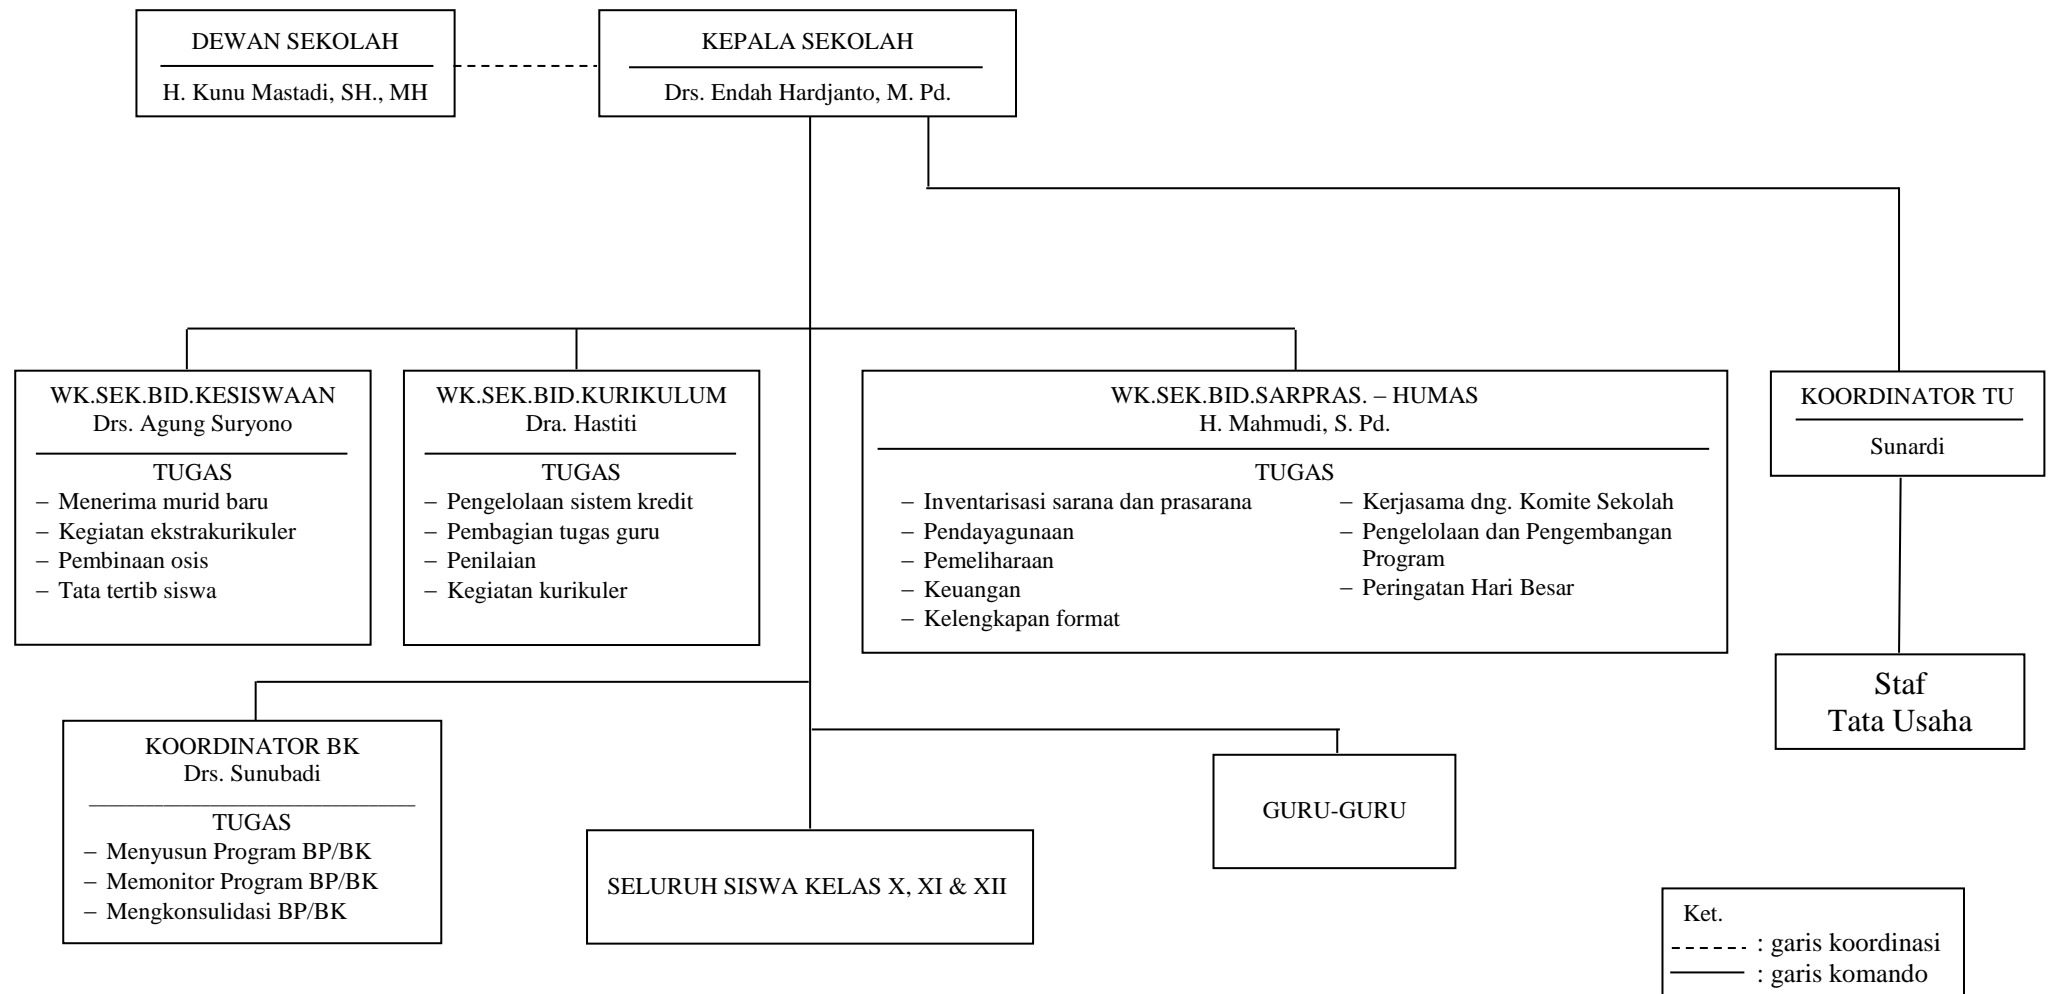 DEWAN SEKOLAH
H. Kunu Mastadi, SH., MH
KEPALA SEKOLAH
Drs. Endah Hardjanto, M. Pd.
WK.SEK.BID.KESISWAAN
Drs. Agung Suryono
TUGAS
– Menerima murid baru
– Kegiatan ekstrakurikuler
– Pembinaan osis
– Tata tertib siswa
WK.SEK.BID.KURIKULUM
Dra. Hastiti
TUGAS
– Pengelolaan sistem kredit
– Pembagian tugas guru
– Penilaian
– Kegiatan kurikuler
WK.SEK.BID.SARPRAS. – HUMAS
H. Mahmudi, S. Pd.
TUGAS
– Inventarisasi sarana dan prasarana
– Pendayagunaan
– Pemeliharaan
– Keuangan
– Kelengkapan format
– Kerjasama dng. Komite Sekolah
– Pengelolaan dan Pengembangan
Program
– Peringatan Hari Besar
KOORDINATOR TU
Sunardi
Staf
Tata Usaha
KOORDINATOR BK
Drs. Sunubadi
TUGAS
– Menyusun Program BP/BK
– Memonitor Program BP/BK
– Mengkonsulidasi BP/BK
SELURUH SISWA KELAS X, XI & XII
GURU-GURU
Ket.
: garis koordinasi
: garis komando